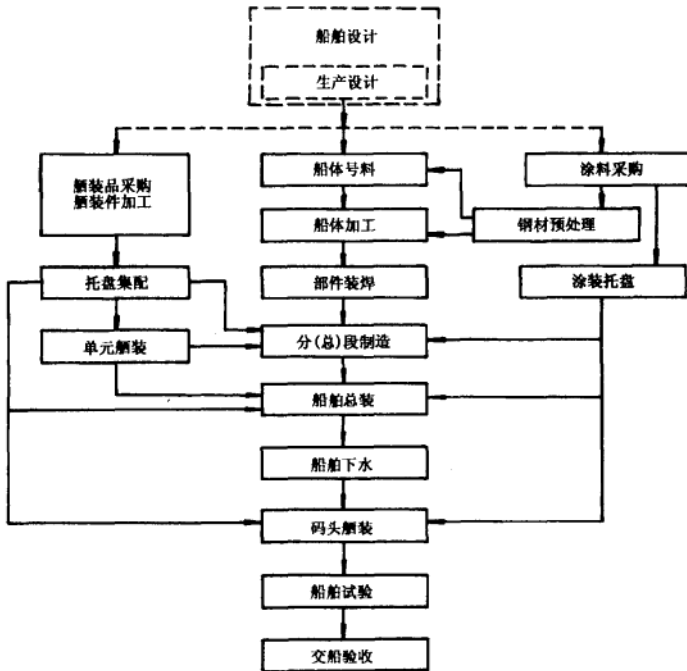 船舶设计
生产设计
舾装品采购
舾装件加工
船体号料
涂料采购
船体加工
钢材预处理
托盘集配
部件装焊
涂装托盘
单元舾装
分(总)段制造
船舶总装
船舶下水
码头舾装
船舶试验
交船验收